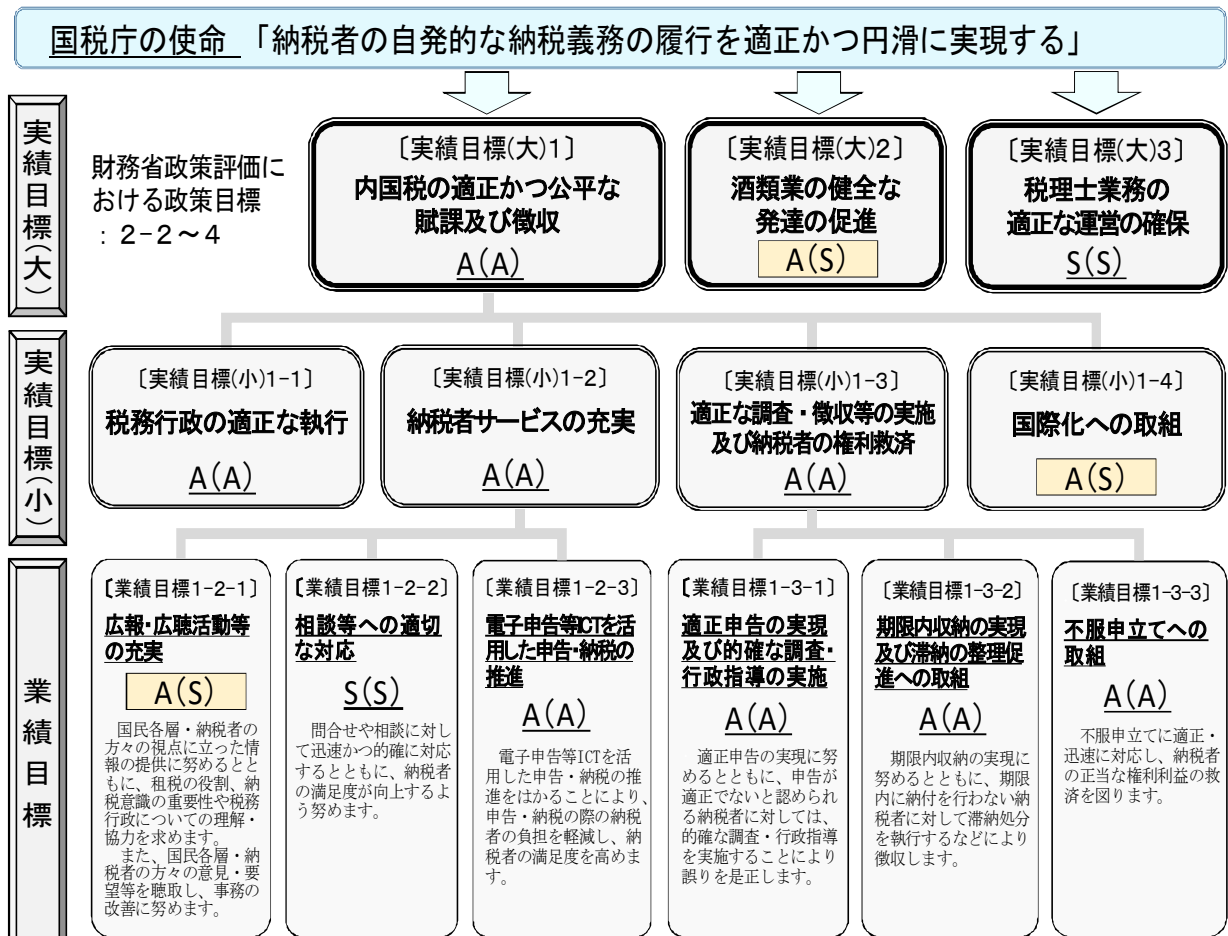 国税庁の使命 「納税者の自発的な納税義務の履行を適正かつ円滑に実現する」
実績目標(大)
財務省政策評価に
おける政策目標
：２-２～４
〔実績目標(大)1〕
内国税の適正かつ公平な
賦課及び徴収
A(A)
〔実績目標(大)2〕
酒類業の健全な
発達の促進
A(S)
〔実績目標(大)3〕
税理士業務の
適正な運営の確保
S(S)
実績目標(小)
〔実績目標(小)1-1〕
税務行政の適正な執行
A(A)
〔実績目標(小)1-2〕
納税者サービスの充実
A(A)
〔実績目標(小)1-3〕
適正な調査・徴収等の実施
及び納税者の権利救済
A(A)
〔実績目標(小)1-4〕
国際化への取組
A(S)
業績目標
〔業績目標1-2-1〕
広報・広聴活動等
の充実
A(S)
国民各層・納税者の
方々の視点に立った情
報の提供に努めるとと
もに、租税の役割、納
税意識の重要性や税務
行政についての理解・
協力を求めます。
また、国民各層・納
税者の方々の意見・要
望等を聴取し、事務の
改善に努めます。
〔業績目標1-2-2〕
相談等への適切
な対応
S(S)
問合せや相談に対し
て迅速かつ的確に対応
するとともに、納税者
の満足度が向上するよ
う努めます。
〔業績目標1-2-3〕
電子申告等ICTを活
用した申告・納税の
推進
A(A)
電子申告等ICTを活
用した申告・納税の推
進をはかることにより、
申告・納税の際の納税
者の負担を軽減し、納
税者の満足度を高めま
す。
〔業績目標1-3-1〕
適正申告の実現
及び的確な調査・
行政指導の実施
A(A)
適正申告の実現に努
めるとともに、申告が
適正でないと認められ
る納税者に対しては、
的確な調査・行政指導
を実施することにより
誤りを是正します。
〔業績目標1-3-2〕
期限内収納の実現
及び滞納の整理促
進への取組
A(A)
期限内収納の実現に
努めるとともに、期限
内に納付を行わない納
税者に対して滞納処分
を執行するなどにより
徴収します。
〔業績目標1-3-3〕
不服申立てへの
取組
A(A)
不服申立てに適正・
迅速に対応し、納税者
の正当な権利利益の救
済を図ります。